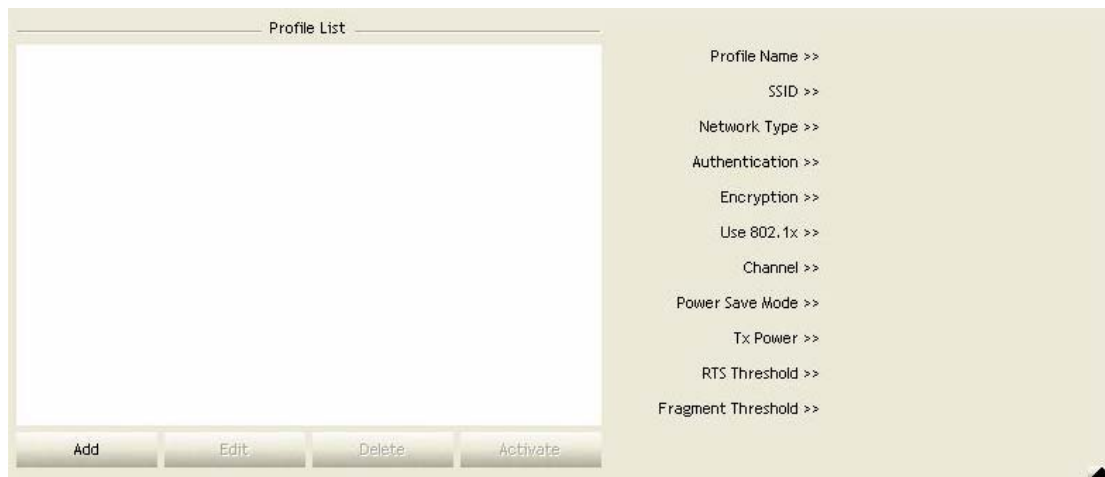 Profile List
Profile Name >>
SSID >>
Network Type >>
Authentication >>
Encryption >>
Use 802.1x >>
Channel >>
Power Save Mode >>
Tx Power >>
RTS Threshold >>
Fragment Threshold >>
Add Edit Delete Activate